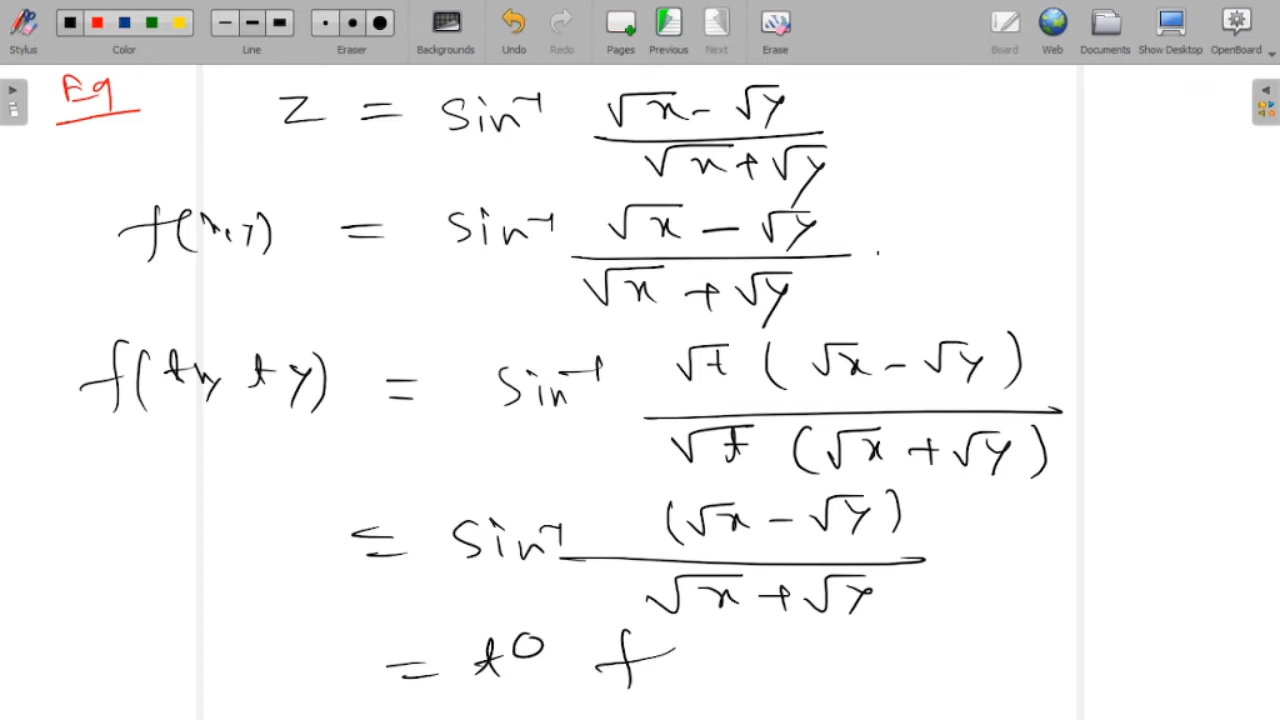 Stylus Color Line Eraser Backgrounds Undo Redo Pages Previous Next Erase Board Web Documents Show Desktop OpenBoard
Eg
z = sin⁻¹ (√x - √y)/(√x + √y)
f(x,y) = sin⁻¹ (√x - √y)/(√x + √y)
f(tx, ty) = sin⁻¹ √t (√x - √y)/√t (√x + √y)
= sin⁻¹ (√x - √y)/√x + √y
= t⁰ f